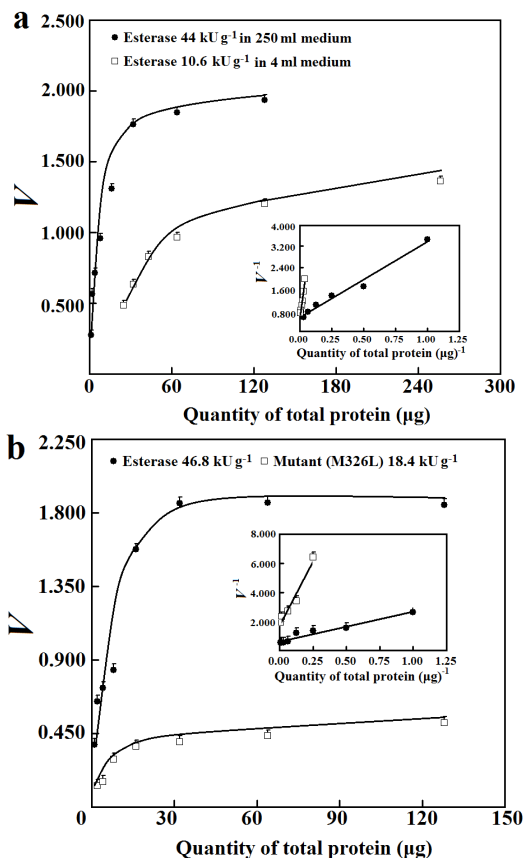 a
Esterase 44 kU g-1 in 250 ml medium
Esterase 10.6 kU g-1 in 4 ml medium
2.000
1.500
1.000
0.500
V
0 60 120 180 240 300
Quantity of total protein (µg)
4.000
3.200
2.400
1.600
0.800
V-1
0.00 0.25 0.50 0.75 1.00 1.25
Quantity of total protein (µg)-1
b
Esterase 46.8 kU g-1 Mutant (M326L) 18.4 kU g-1
2.250
1.800
1.350
0.900
0.450
V
0 30 60 90 120 150
Quantity of total protein (µg)
8.000
6.000
4.000
2.000
V-1
0.00 0.25 0.50 0.75 1.00 1.25
Quantity of total protein (µg)-1